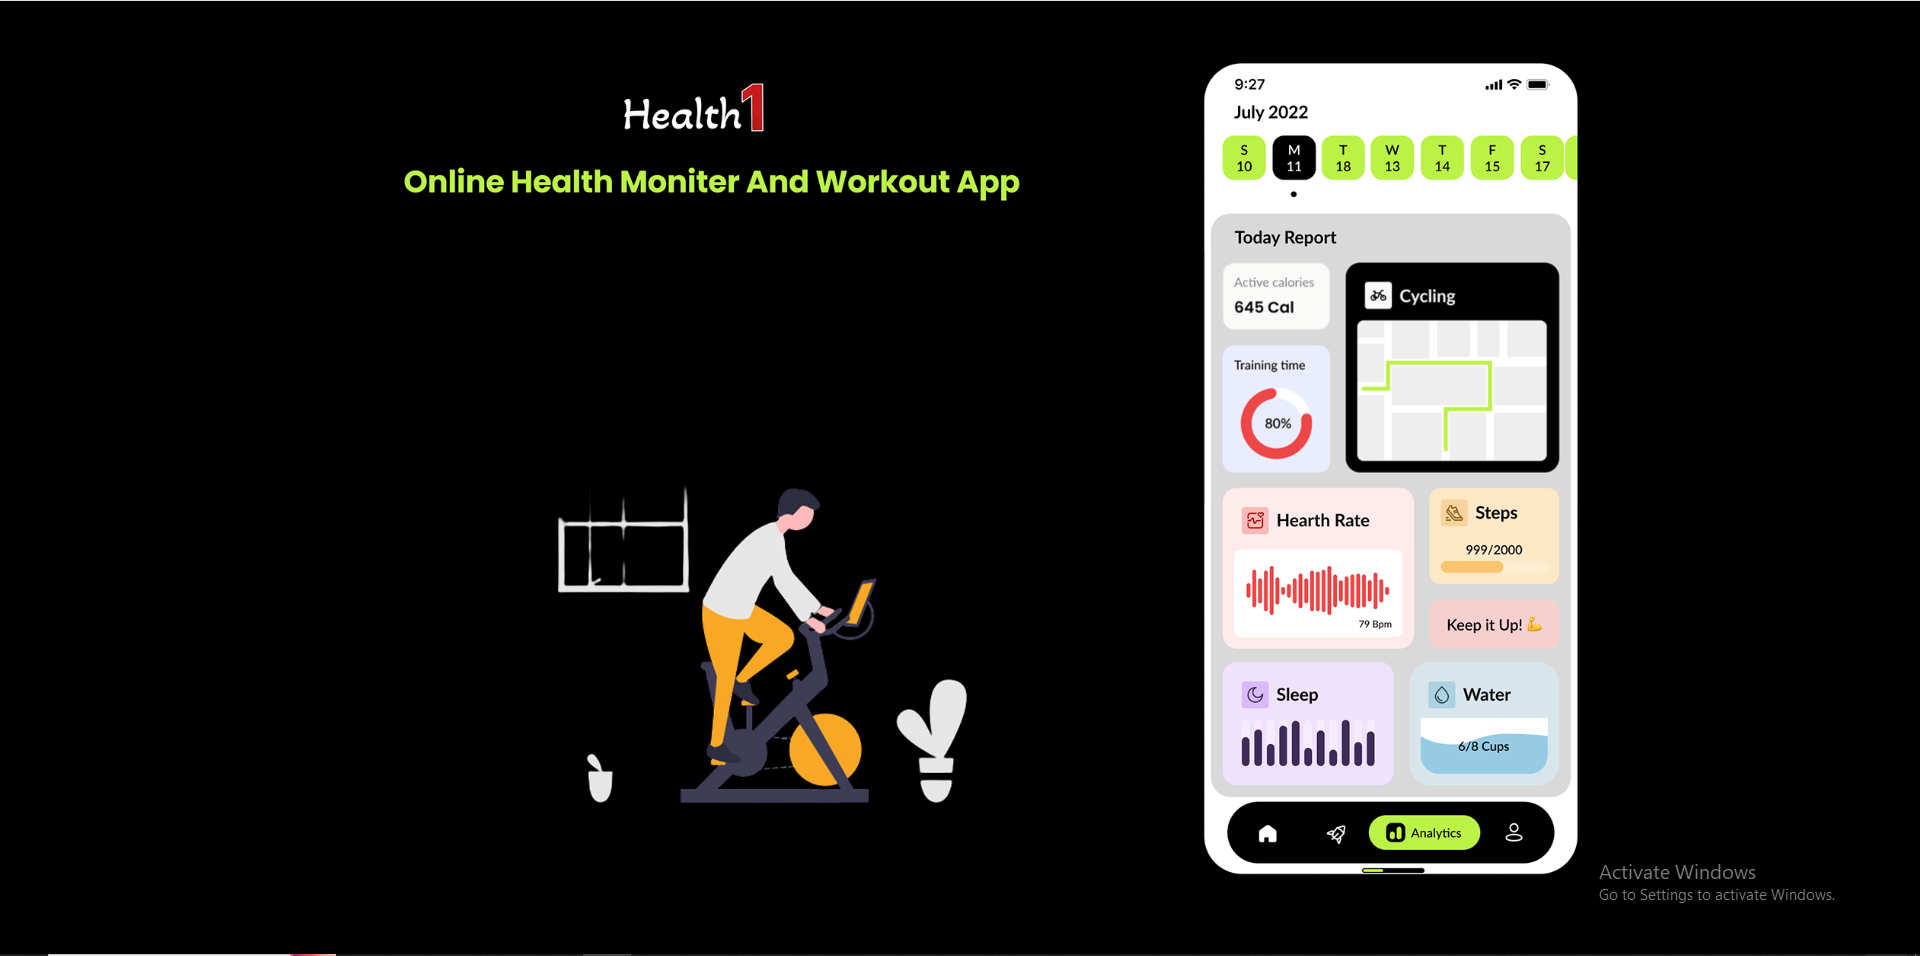 Health1
Online Health Moniter And Workout App
9:27
July 2022
S M T W T F S
10 11 18 13 14 15 17
Today Report
Active calories
645 Cal
Cycling
Training time
80%
Hearth Rate
79 Bpm
Steps
999/2000
Keep it Up! 💪
Sleep
Water
6/8 Cups
Analytics
Activate Windows
Go to Settings to activate Windows.